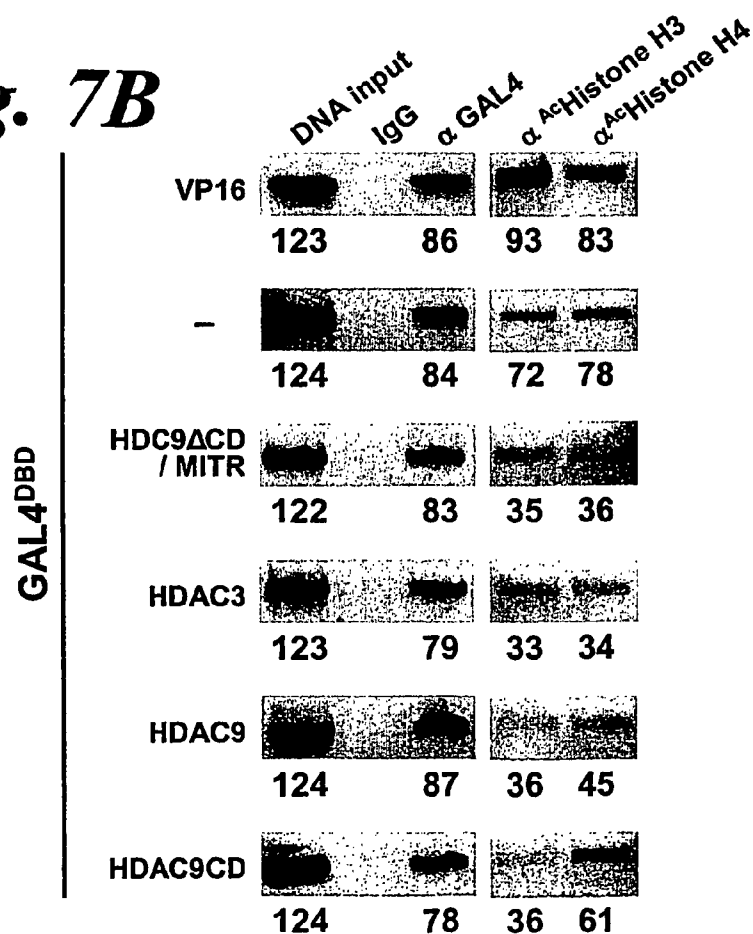 g. 7B
DNA input IgG α GAL4 α AcHistone H3 αAcHistone H4
VP16
123 86 93 83
–
124 84 72 78
HDC9ΔCD
/ MITR
122 83 35 36
GAL4DBD
HDAC3
123 79 33 34
HDAC9
124 87 36 45
HDAC9CD
124 78 36 61